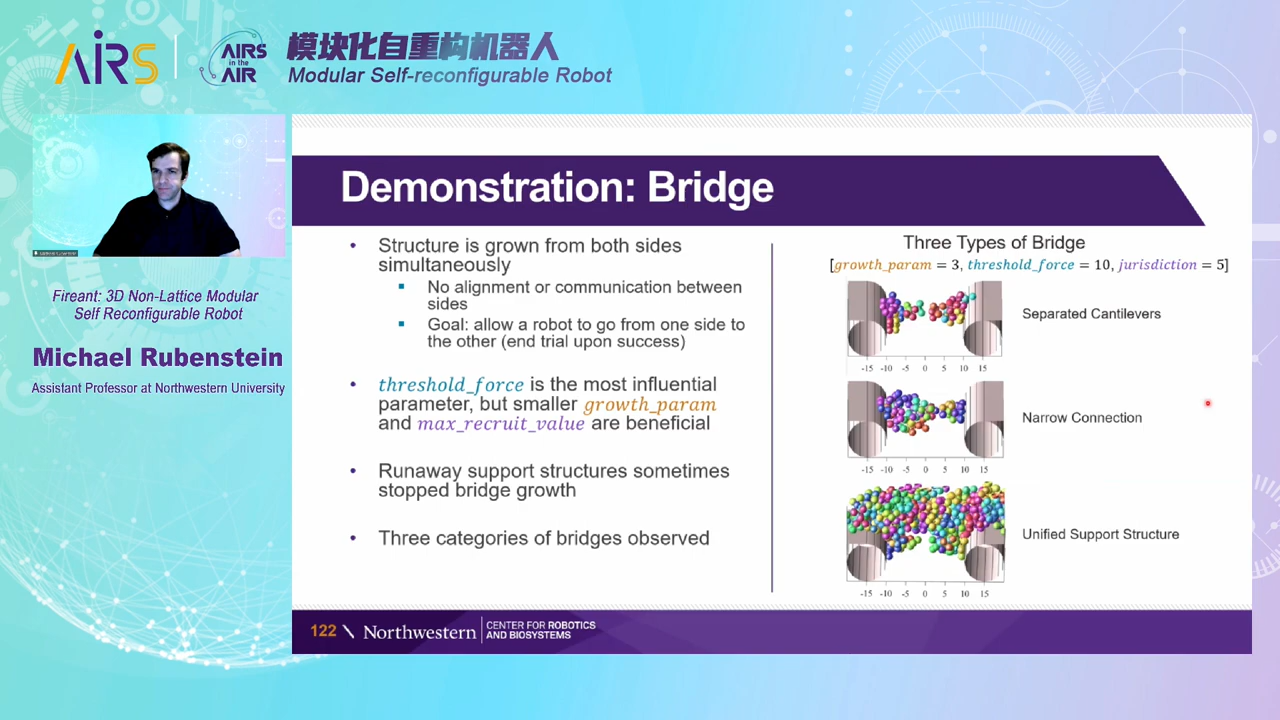 AIRS
AIRS
in the
AIR
模块化自重构机器人
Modular Self-reconfigurable Robot
Fireant: 3D Non-Lattice Modular
Self Reconfigurable Robot
Michael Rubenstein
Assistant Professor at Northwestern University
Demonstration: Bridge
• Structure is grown from both sides
simultaneously
▪ No alignment or communication between
sides
▪ Goal: allow a robot to go from one side to
the other (end trial upon success)
• threshold_force is the most influential
parameter, but smaller growth_param
and max_recruit_value are beneficial
• Runaway support structures sometimes
stopped bridge growth
• Three categories of bridges observed
Three Types of Bridge
[growth_param = 3, threshold_force = 10, jurisdiction = 5]
Separated Cantilevers
-15 -10 -5 0 5 10 15
Narrow Connection
-15 -10 -5 0 5 10 15
Unified Support Structure
-15 -10 -5 0 5 10 15
122 \ Northwestern
CENTER FOR ROBOTICS
AND BIOSYSTEMS